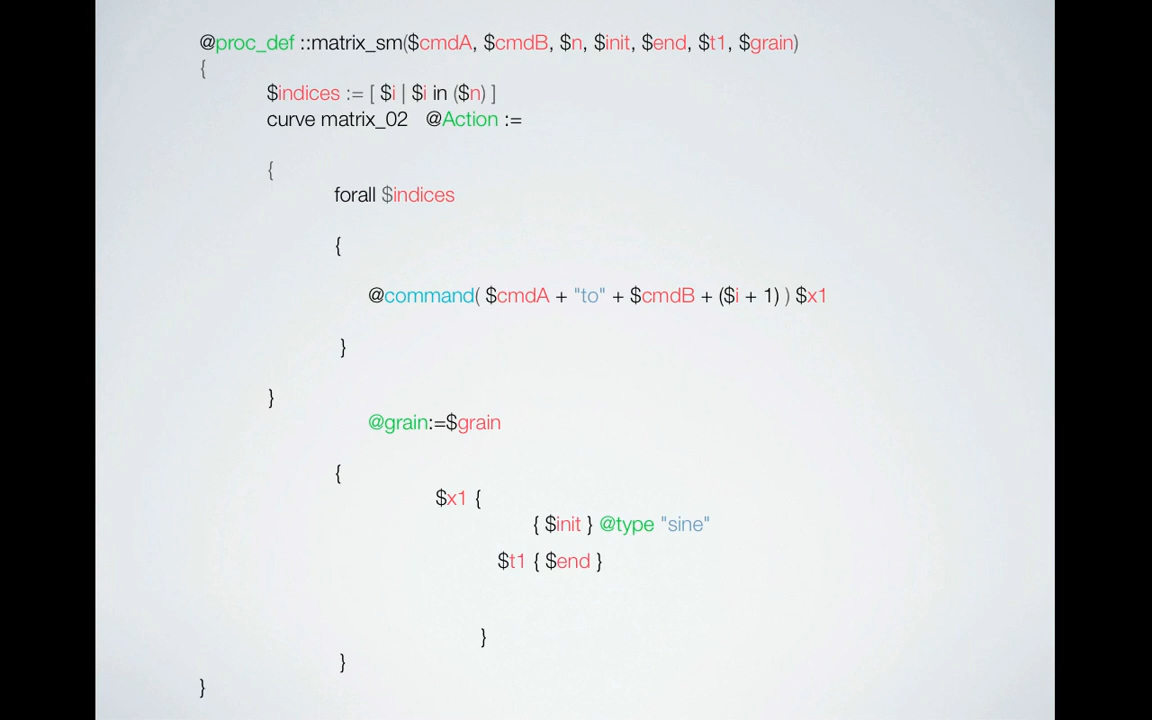 @proc_def ::matrix_sm($cmdA, $cmdB, $n, $init, $end, $t1, $grain)
{
$indices := [ $i | $i in ($n) ]
curve matrix_02 @Action :=
{
forall $indices
{
@command( $cmdA + "to" + $cmdB + ($i + 1) ) $x1
}
}
@grain:=$grain
{
$x1 {
{ $init } @type "sine"
$t1 { $end }
}
}
}